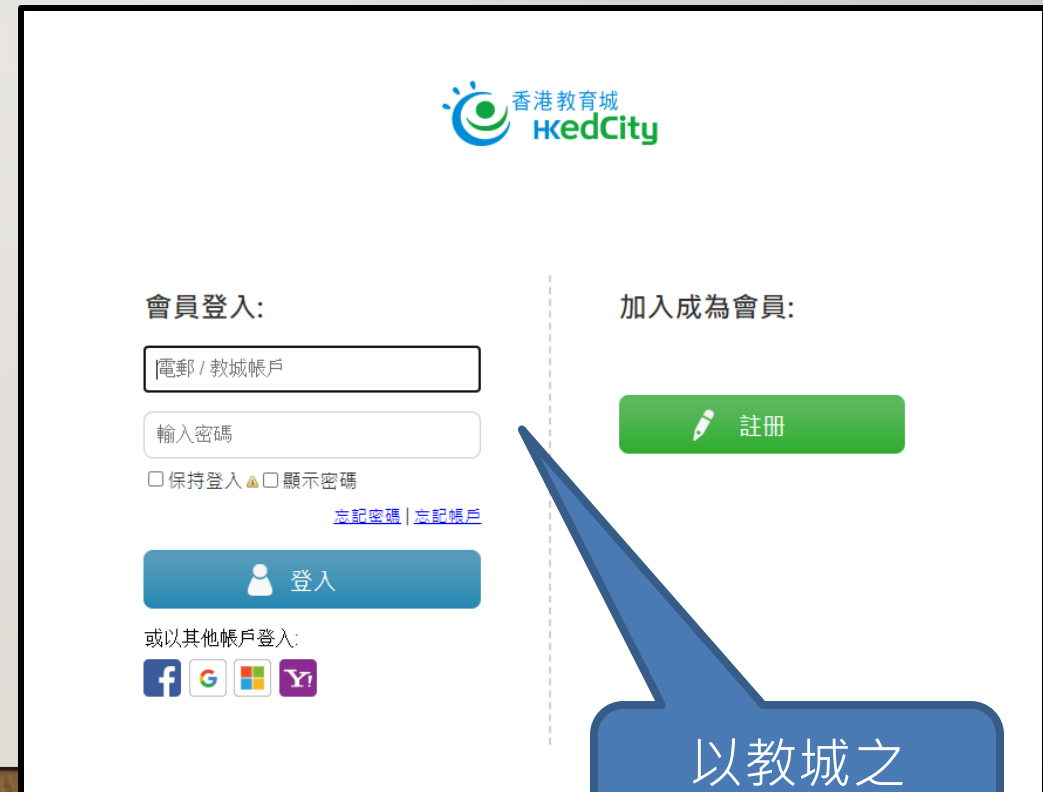 香港教育城
HKedCity
會員登入:
電郵 / 教城帳戶
輸入密碼
保持登入 顯示密碼
忘記密碼 | 忘記帳戶
登入
或以其他帳戶登入:
加入成為會員:
註冊
以教城之